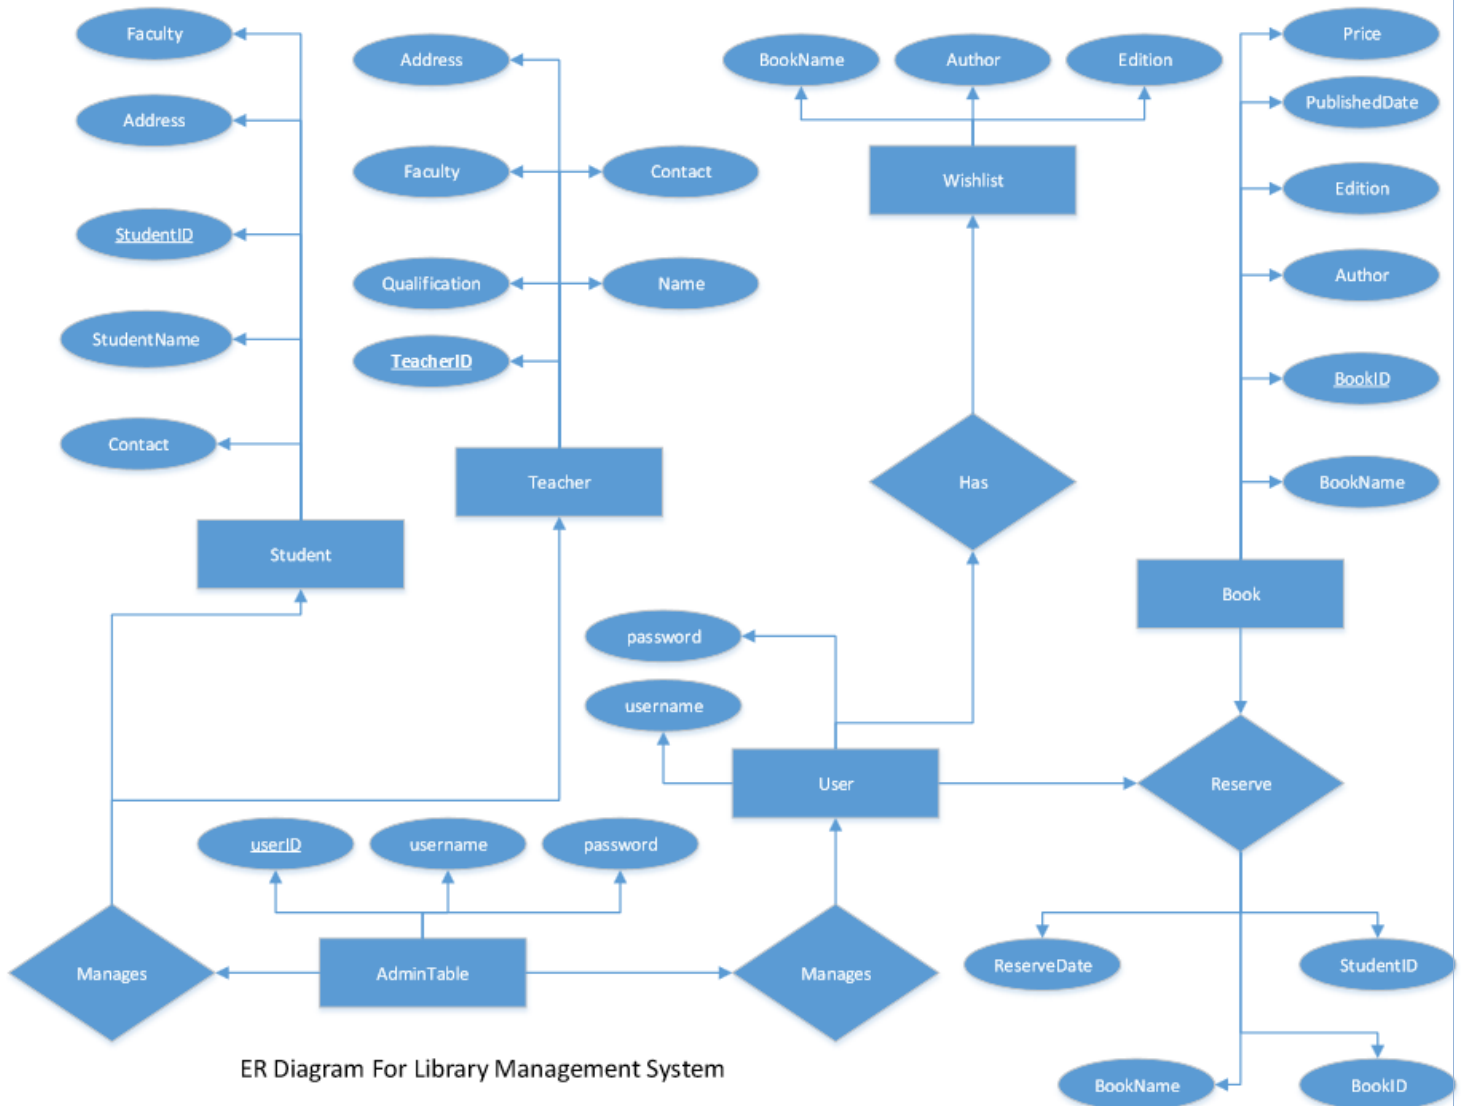 Faculty
Address
StudentID
StudentName
Contact
Student
Address
Faculty
Contact
Qualification
Name
TeacherID
Teacher
BookName
Author
Edition
Wishlist
Has
Price
PublishedDate
Edition
Author
BookID
BookName
Book
password
username
User
Reserve
userID
username
password
Manages
AdminTable
Manages
ReserveDate
StudentID
BookName
BookID
ER Diagram For Library Management System